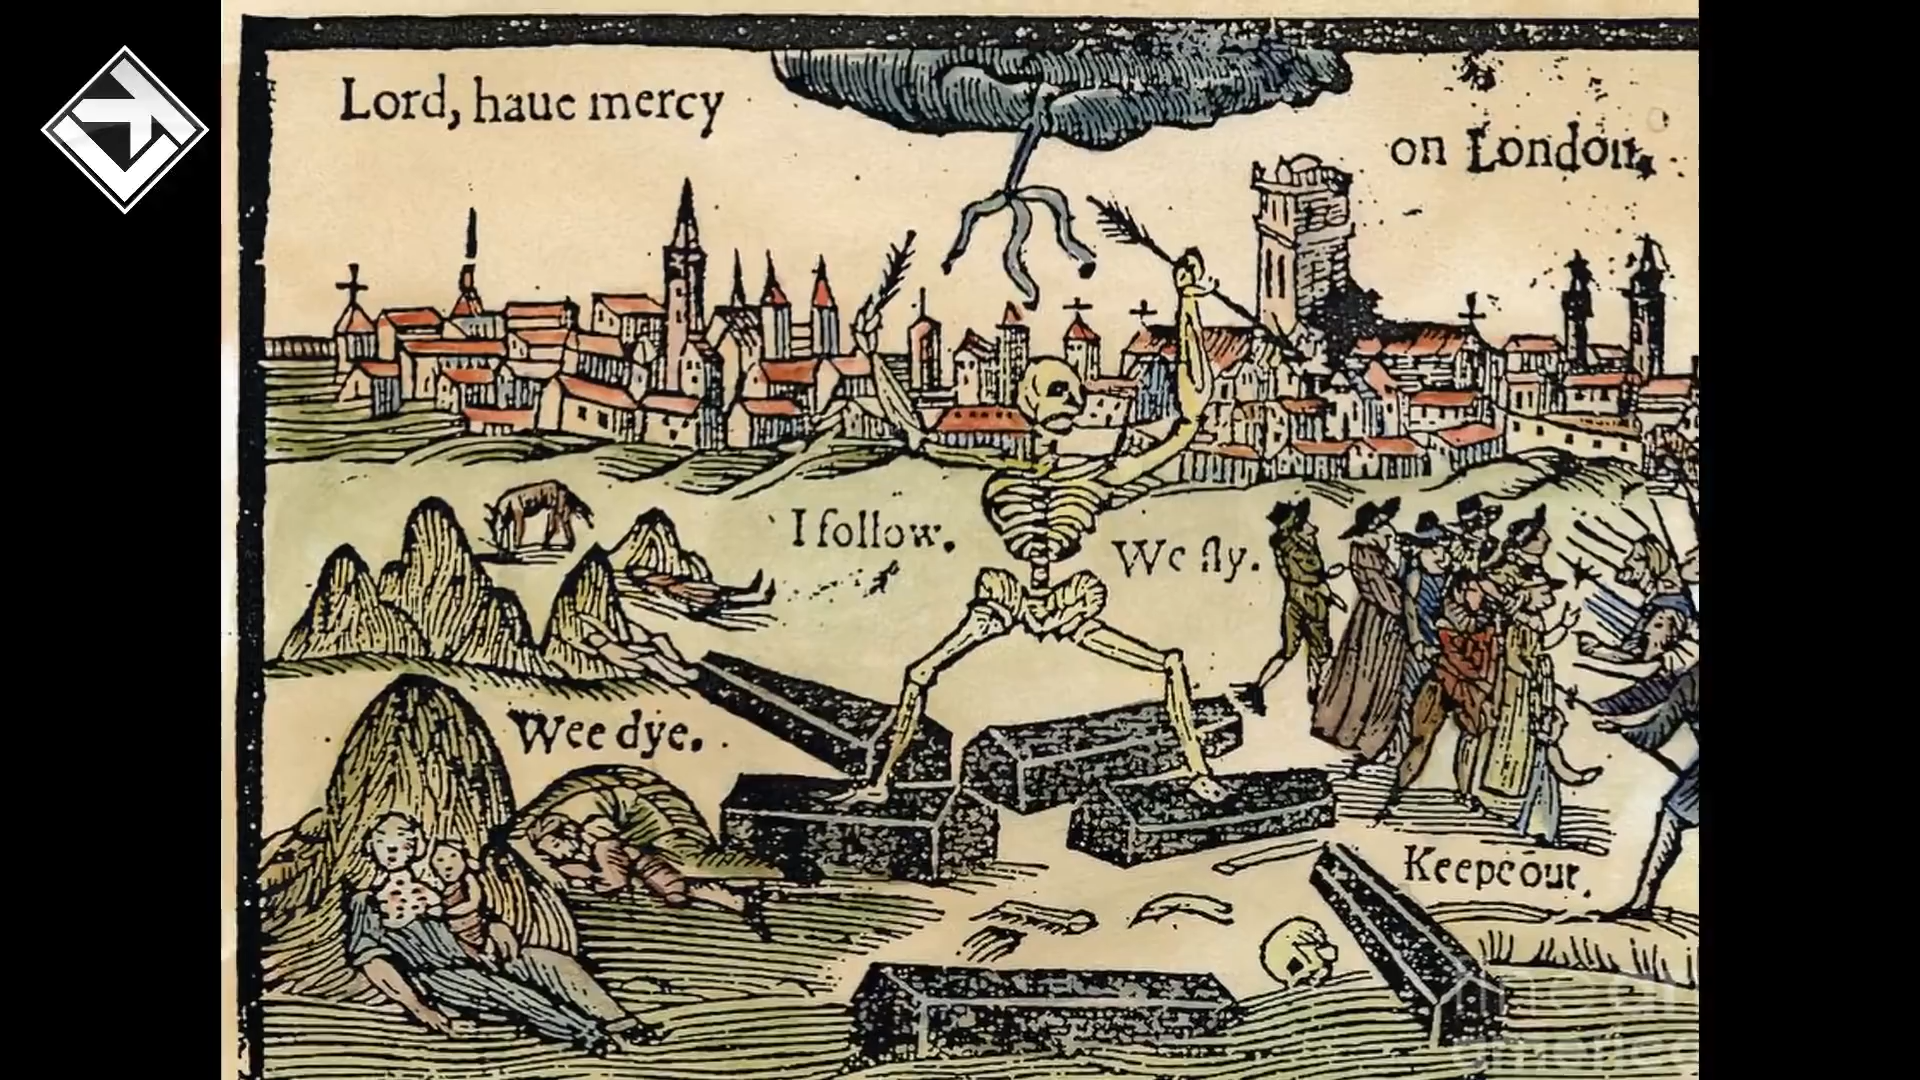 Lord, haue mercy
on London.
I follow.
We fly.
Wee dye.
Keepe out.